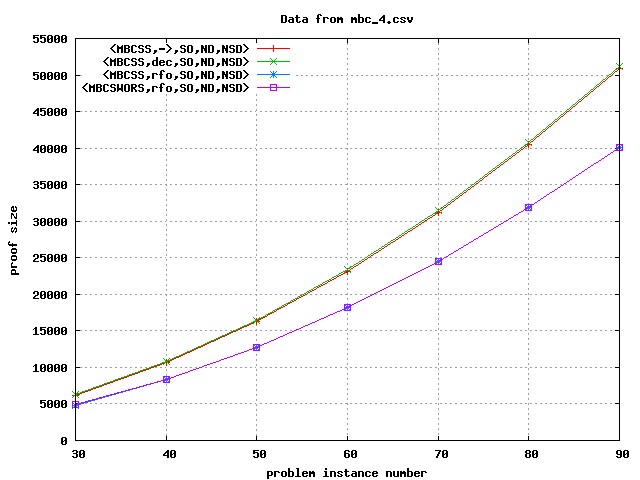 Data from mbc_4.csv
<MBCSS,->,SO,ND,NSD>
<MBCSS,dec,SO,ND,NSD>
<MBCSS,rfo,SO,ND,NSD>
<MBCSWORS,rfo,SO,ND,NSD>
55000
50000
45000
40000
35000
30000
25000
20000
15000
10000
5000
0
proof size
30 40 50 60 70 80 90
problem instance number